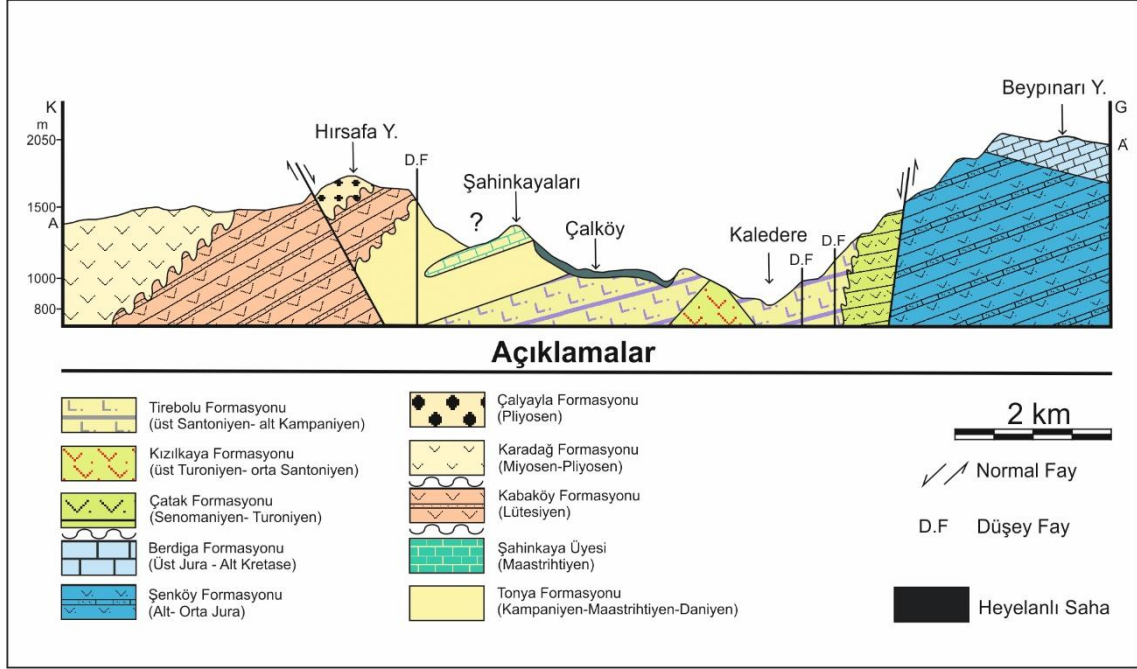 Beypınarı Y.
K
G
m
Hırsafa Y.
2050
D.F
A'
Şahinkayaları
1500
?
A
Çalköy
Kaledere
D.F
D.F
1000
800
Açıklamalar
Tirebolu Formasyonu
(üst Santoniyen- alt Kampaniyen)
Kızılkaya Formasyonu
(üst Turoniyen- orta Santoniyen)
Çatak Formasyonu
(Senomaniyen- Turoniyen)
Berdiga Formasyonu
(Üst Jura - Alt Kretase)
Şenköy Formasyonu
(Alt- Orta Jura)
Çalyayla Formasyonu
(Pliyosen)
Karadağ Formasyonu
(Miyosen-Pliyosen)
Kabaköy Formasyonu
(Lütesiyen)
Şahinkaya Üyesi
(Maastrihtiyen)
Tonya Formasyonu
(Kampaniyen-Maastrihtiyen-Daniyen)
2 km
Normal Fay
D.F Düşey Fay
Heyelanlı Saha